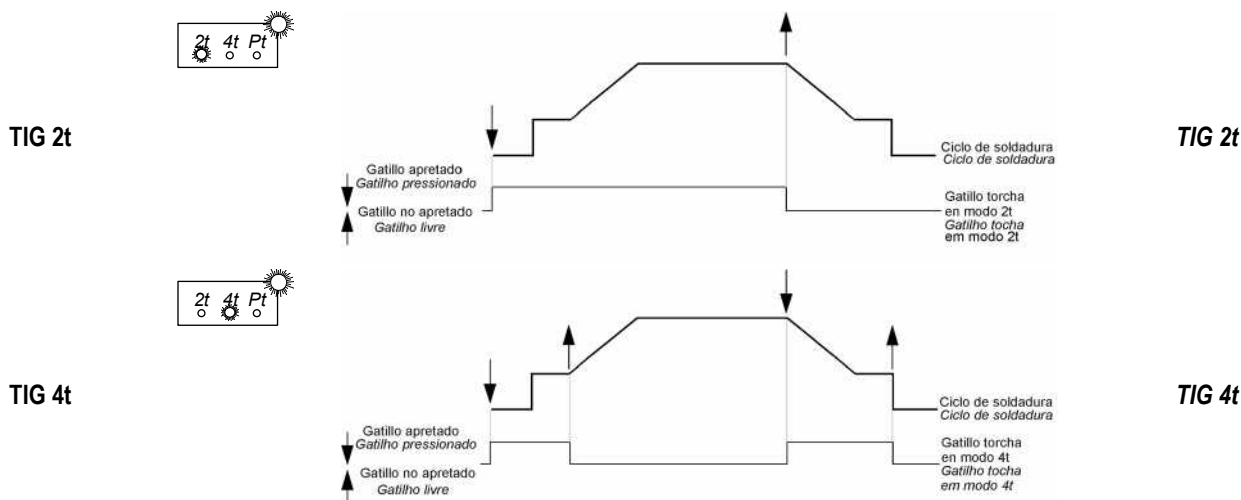 2t 4t Pt
TIG 2t
TIG 2t
Ciclo de soldadura
Ciclo de soldadura
Gatillo apretado
Gatilho pressionado
Gatillo no apretado
Gatilho livre
Gatillo torcha
en modo 2t
Gatilho tocha
em modo 2t
2t 4t Pt
TIG 4t
TIG 4t
Ciclo de soldadura
Ciclo de soldadura
Gatillo apretado
Gatilho pressionado
Gatillo no apretado
Gatilho livre
Gatillo torcha
en modo 4t
Gatilho tocha
em modo 4t